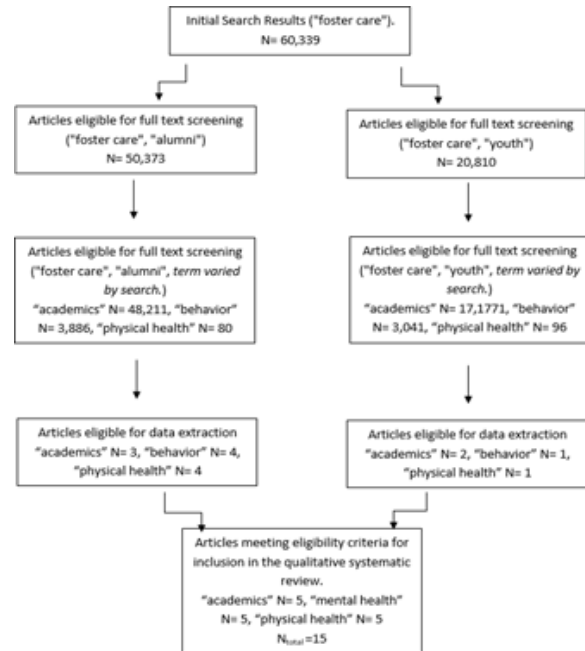 Initial Search Results ("foster care").
N= 60,339
Articles eligible for full text screening
("foster care", "alumni")
N= 50,373
Articles eligible for full text screening
("foster care", "youth")
N= 20,810
Articles eligible for full text screening
("foster care", "alumni", term varied
by search.)
“academics” N= 48,211, “behavior”
N= 3,886, “physical health” N= 80
Articles eligible for full text screening
("foster care", "youth", term varied by
search.)
“academics” N= 17,1771, “behavior”
N= 3,041, “physical health” N= 96
Articles eligible for data extraction
“academics” N= 3, “behavior” N= 4,
“physical health” N= 4
Articles eligible for data extraction
“academics” N= 2, “behavior” N= 1,
“physical health” N= 1
Articles meeting eligibility criteria for
inclusion in the qualitative systematic
review.
“academics” N= 5, “mental health”
N= 5, “physical health” N= 5
Ntotal =15